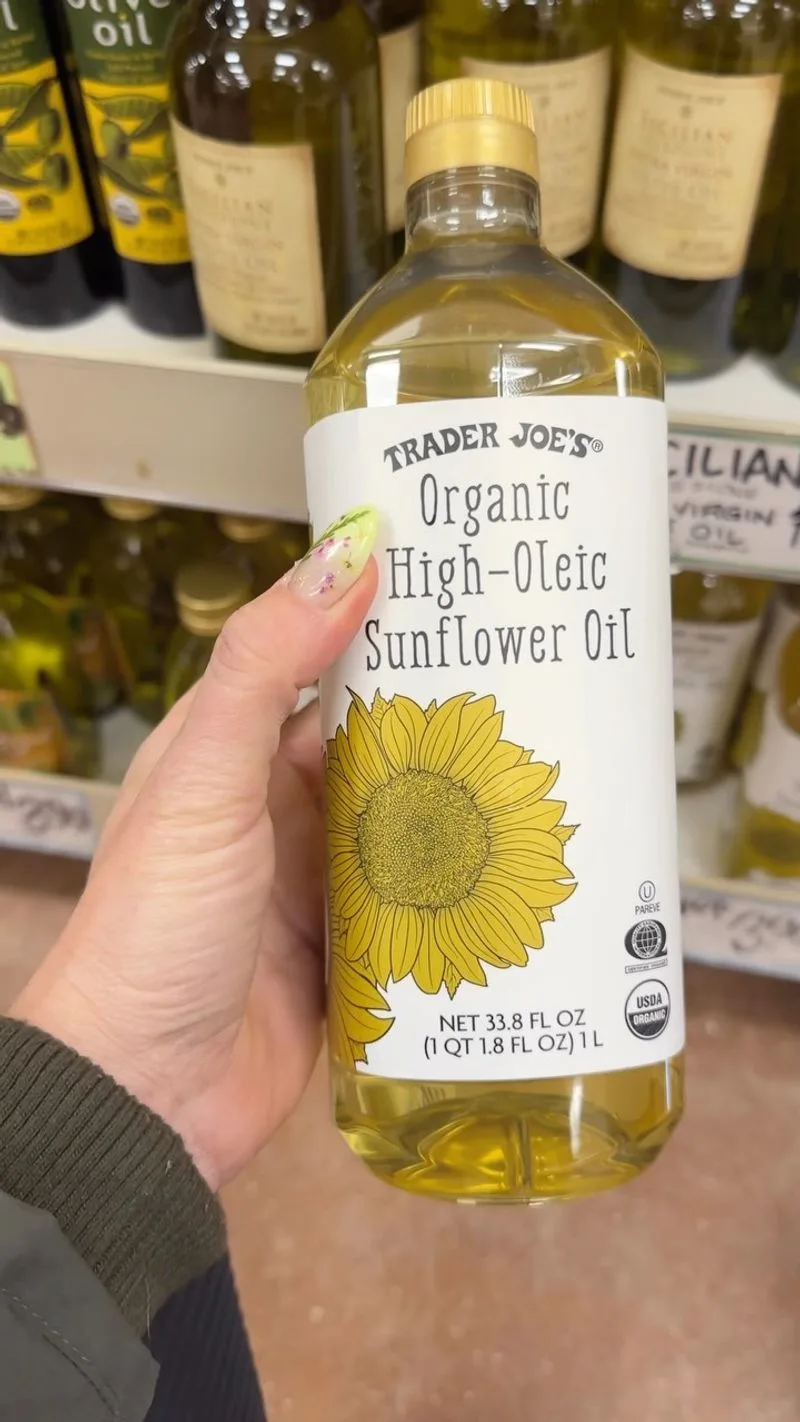 olive
oil
TRADER JOE'S®
Organic
High-Oleic
Sunflower Oil
U
PAREVE
USDA
ORGANIC
NET 33.8 FL OZ
(1 QT 1.8 FL OZ) 1 L
CILIAN
VIRGIN
OIL